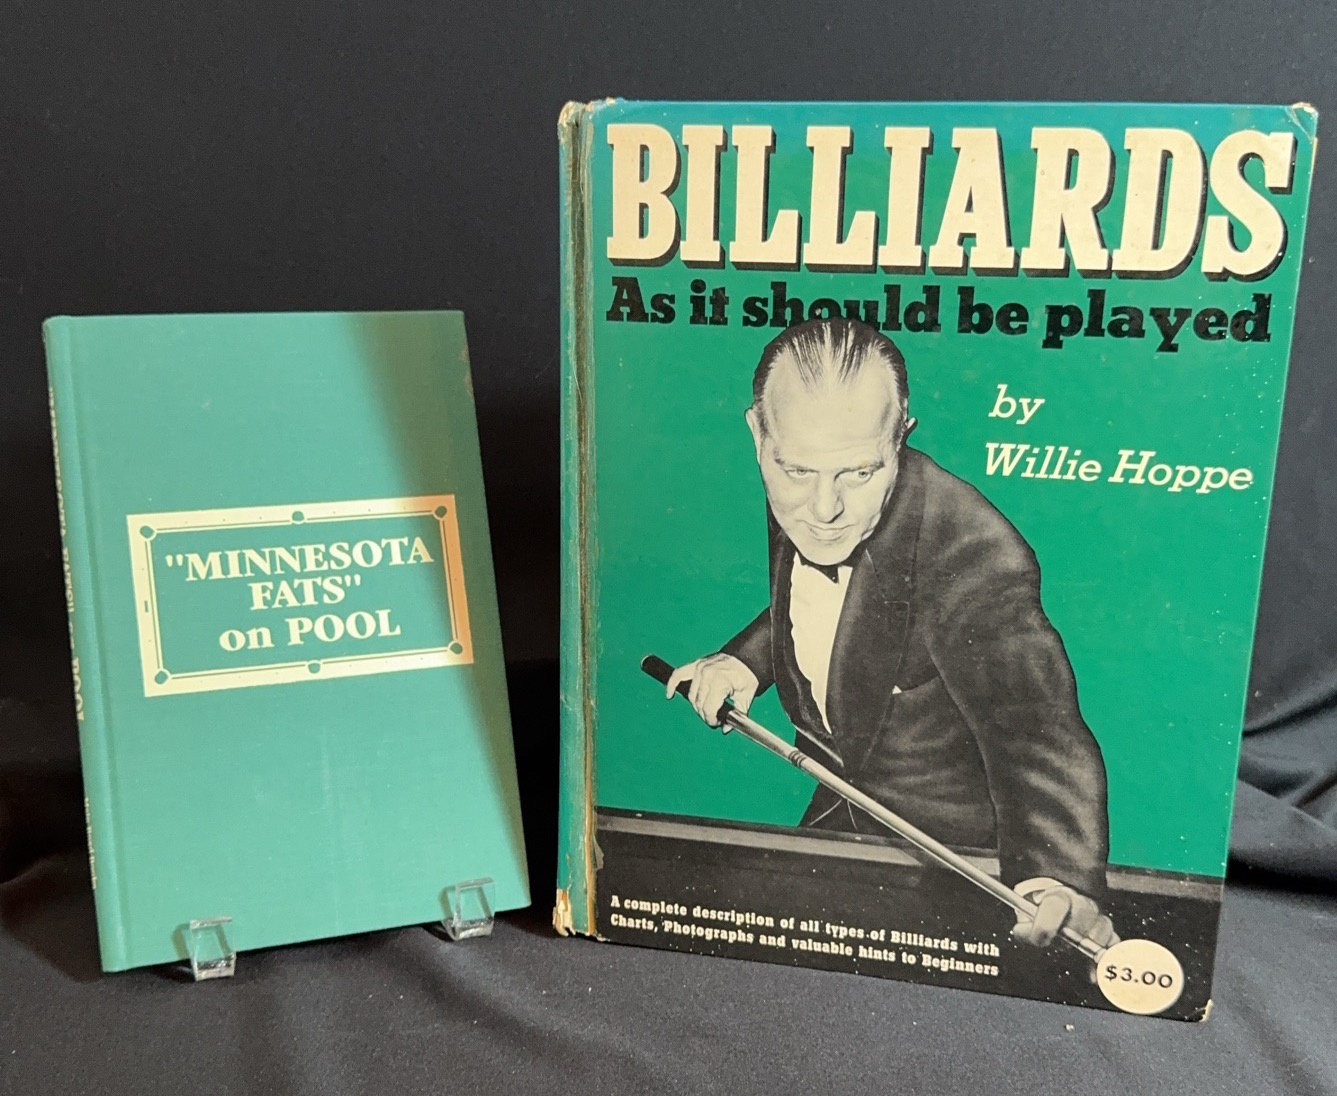 "MINNESOTA
FATS"
on POOL
BILLIARDS
As it should be played
by
Willie Hoppe
A complete description of all types of Billiards with
Charts, Photographs and valuable hints to Beginners
$3.00